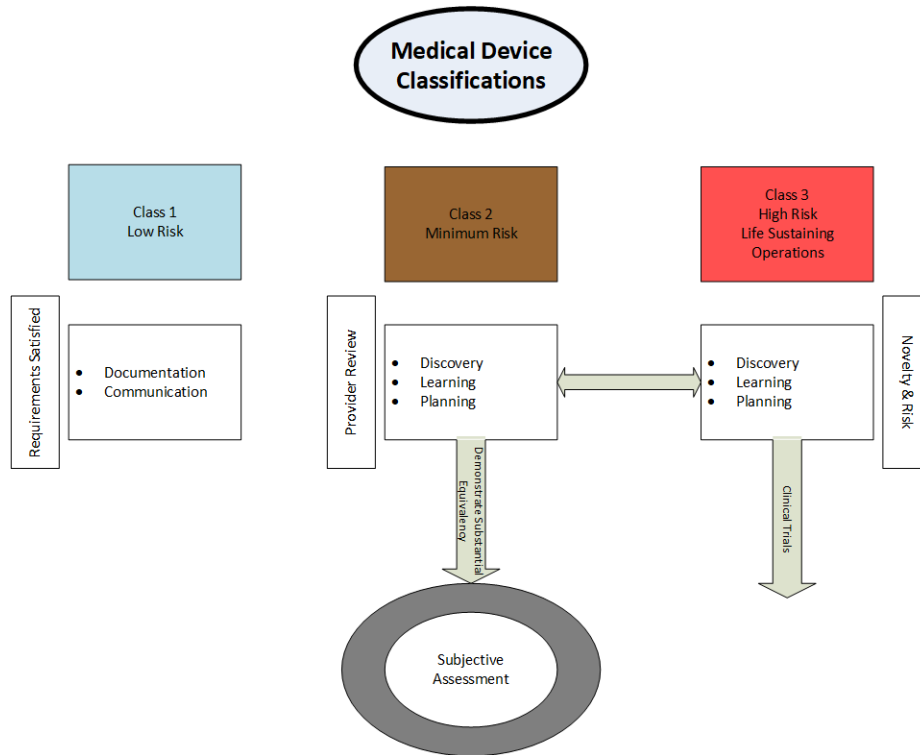 Medical Device
Classifications
Class 1
Low Risk
Class 2
Minimum Risk
Class 3
High Risk
Life Sustaining
Operations
Requirements Satisfied
• Documentation
• Communication
Provider Review
• Discovery
• Learning
• Planning
• Discovery
• Learning
• Planning
Novelty & Risk
Demonstrate Substantial
Equivalency
Clinical Trials
Subjective
Assessment